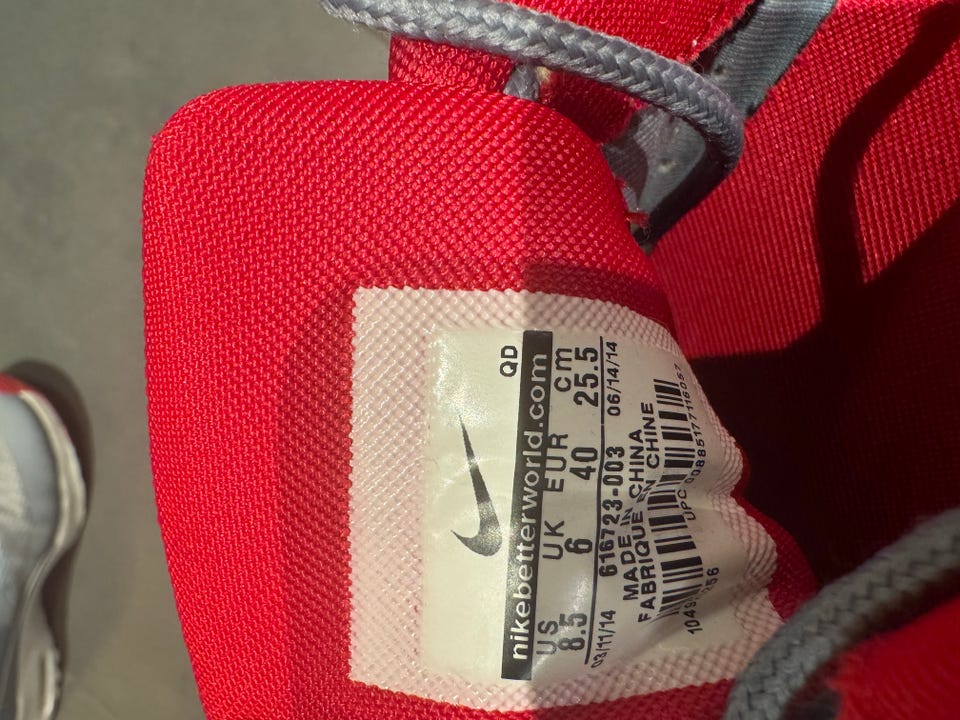 QD
nikebetterworld.com
US UK EUR cm
8.5 6 40 25.5
03/11/14 616723-003 06/14/14
MADE IN CHINA
FABRIQUE EN CHINE
UPC